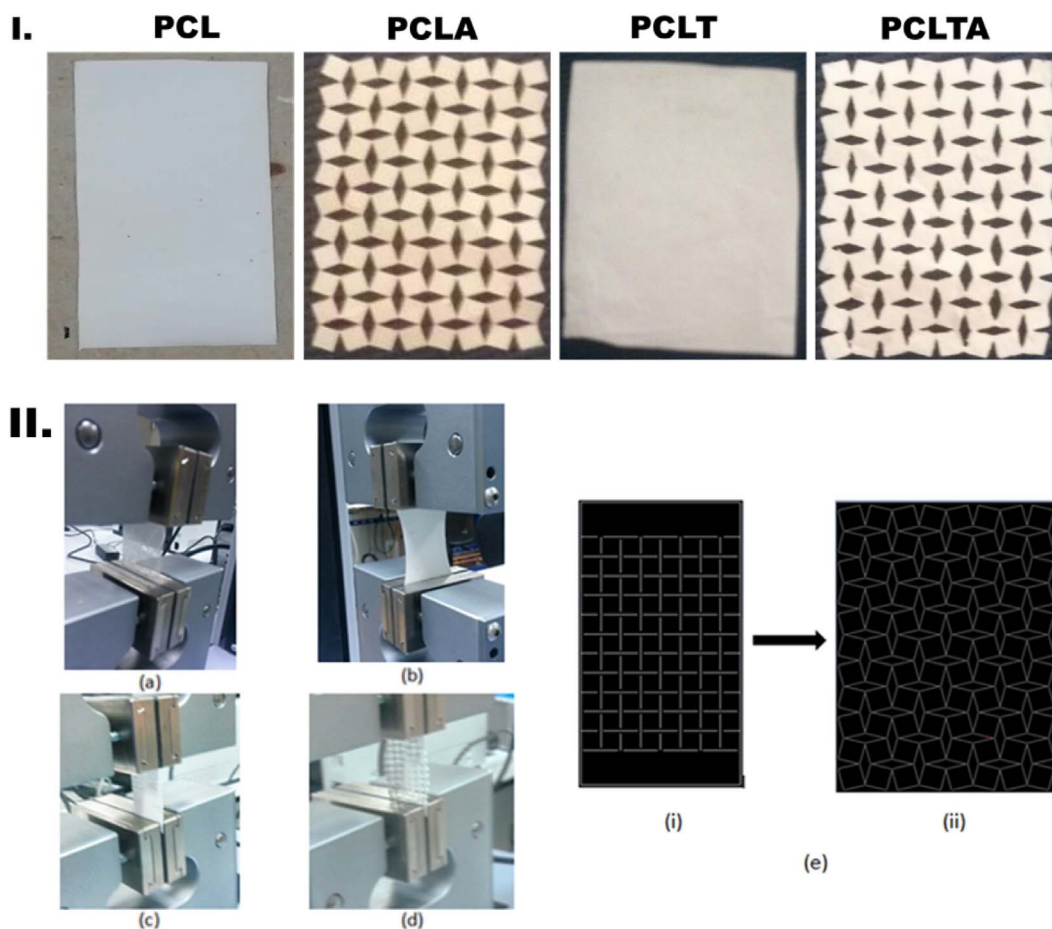 I.
PCL
PCLA
PCLT
PCLTA
II.
(a)
(b)
(c)
(d)
(i)
(ii)
(e)